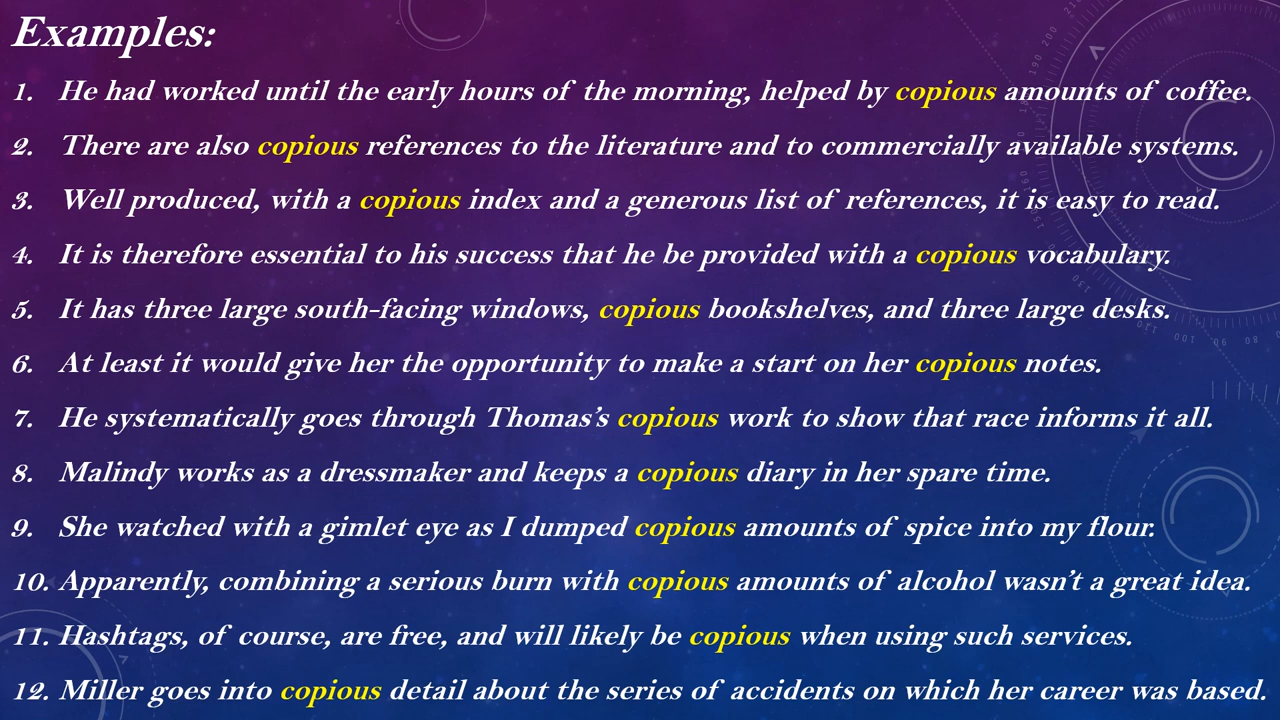 Examples:
1. He had worked until the early hours of the morning, helped by copious amounts of coffee.
2. There are also copious references to the literature and to commercially available systems.
3. Well produced, with a copious index and a generous list of references, it is easy to read.
4. It is therefore essential to his success that he be provided with a copious vocabulary.
5. It has three large south-facing windows, copious bookshelves, and three large desks.
6. At least it would give her the opportunity to make a start on her copious notes.
7. He systematically goes through Thomas’s copious work to show that race informs it all.
8. Malindy works as a dressmaker and keeps a copious diary in her spare time.
9. She watched with a gimlet eye as I dumped copious amounts of spice into my flour.
10. Apparently, combining a serious burn with copious amounts of alcohol wasn’t a great idea.
11. Hashtags, of course, are free, and will likely be copious when using such services.
12. Miller goes into copious detail about the series of accidents on which her career was based.